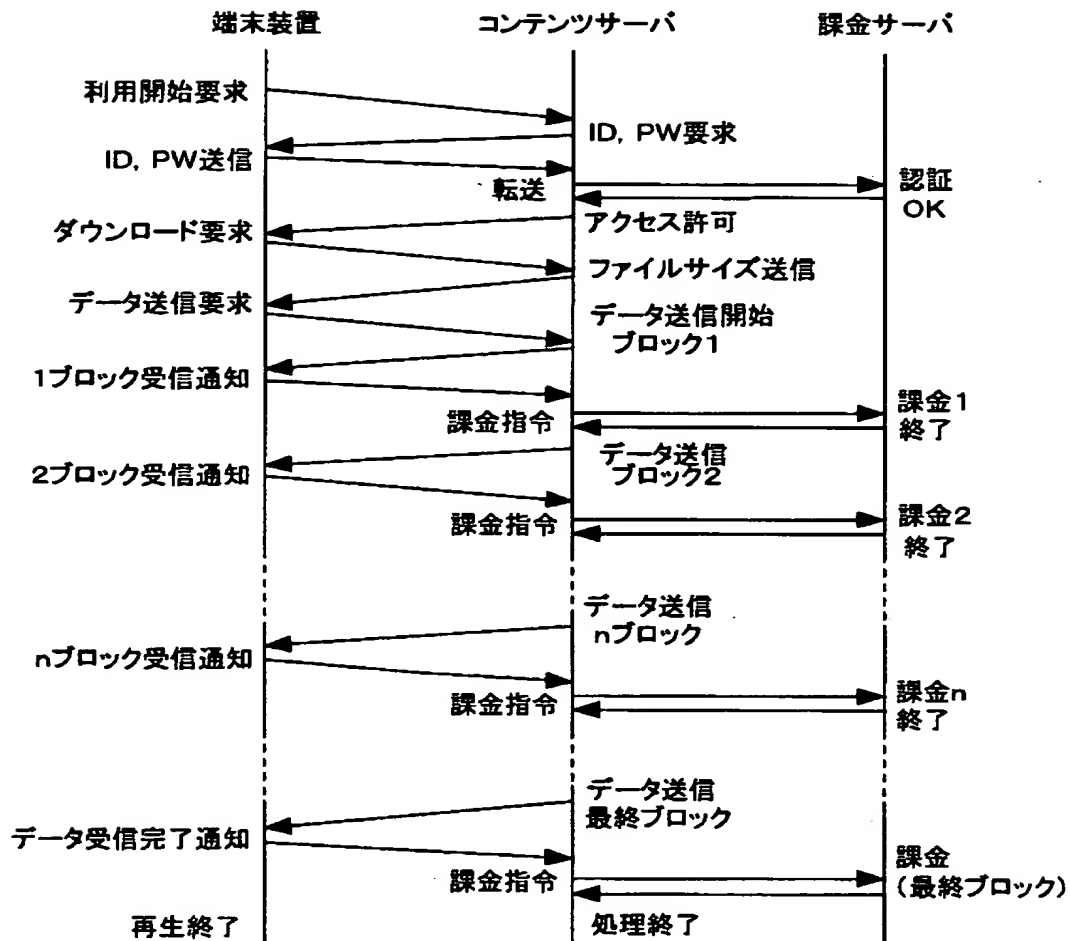 端末装置
コンテンツサーバ
課金サーバ
利用開始要求
ID, PW要求
ID, PW送信
転送
認証
OK
アクセス許可
ダウンロード要求
ファイルサイズ送信
データ送信要求
データ送信開始
ブロック1
1ブロック受信通知
課金指令
課金1
終了
データ送信
ブロック2
2ブロック受信通知
課金指令
課金2
終了
データ送信
nブロック
nブロック受信通知
課金指令
課金n
終了
データ送信
最終ブロック
データ受信完了通知
課金指令
課金
(最終ブロック)
再生終了
処理終了